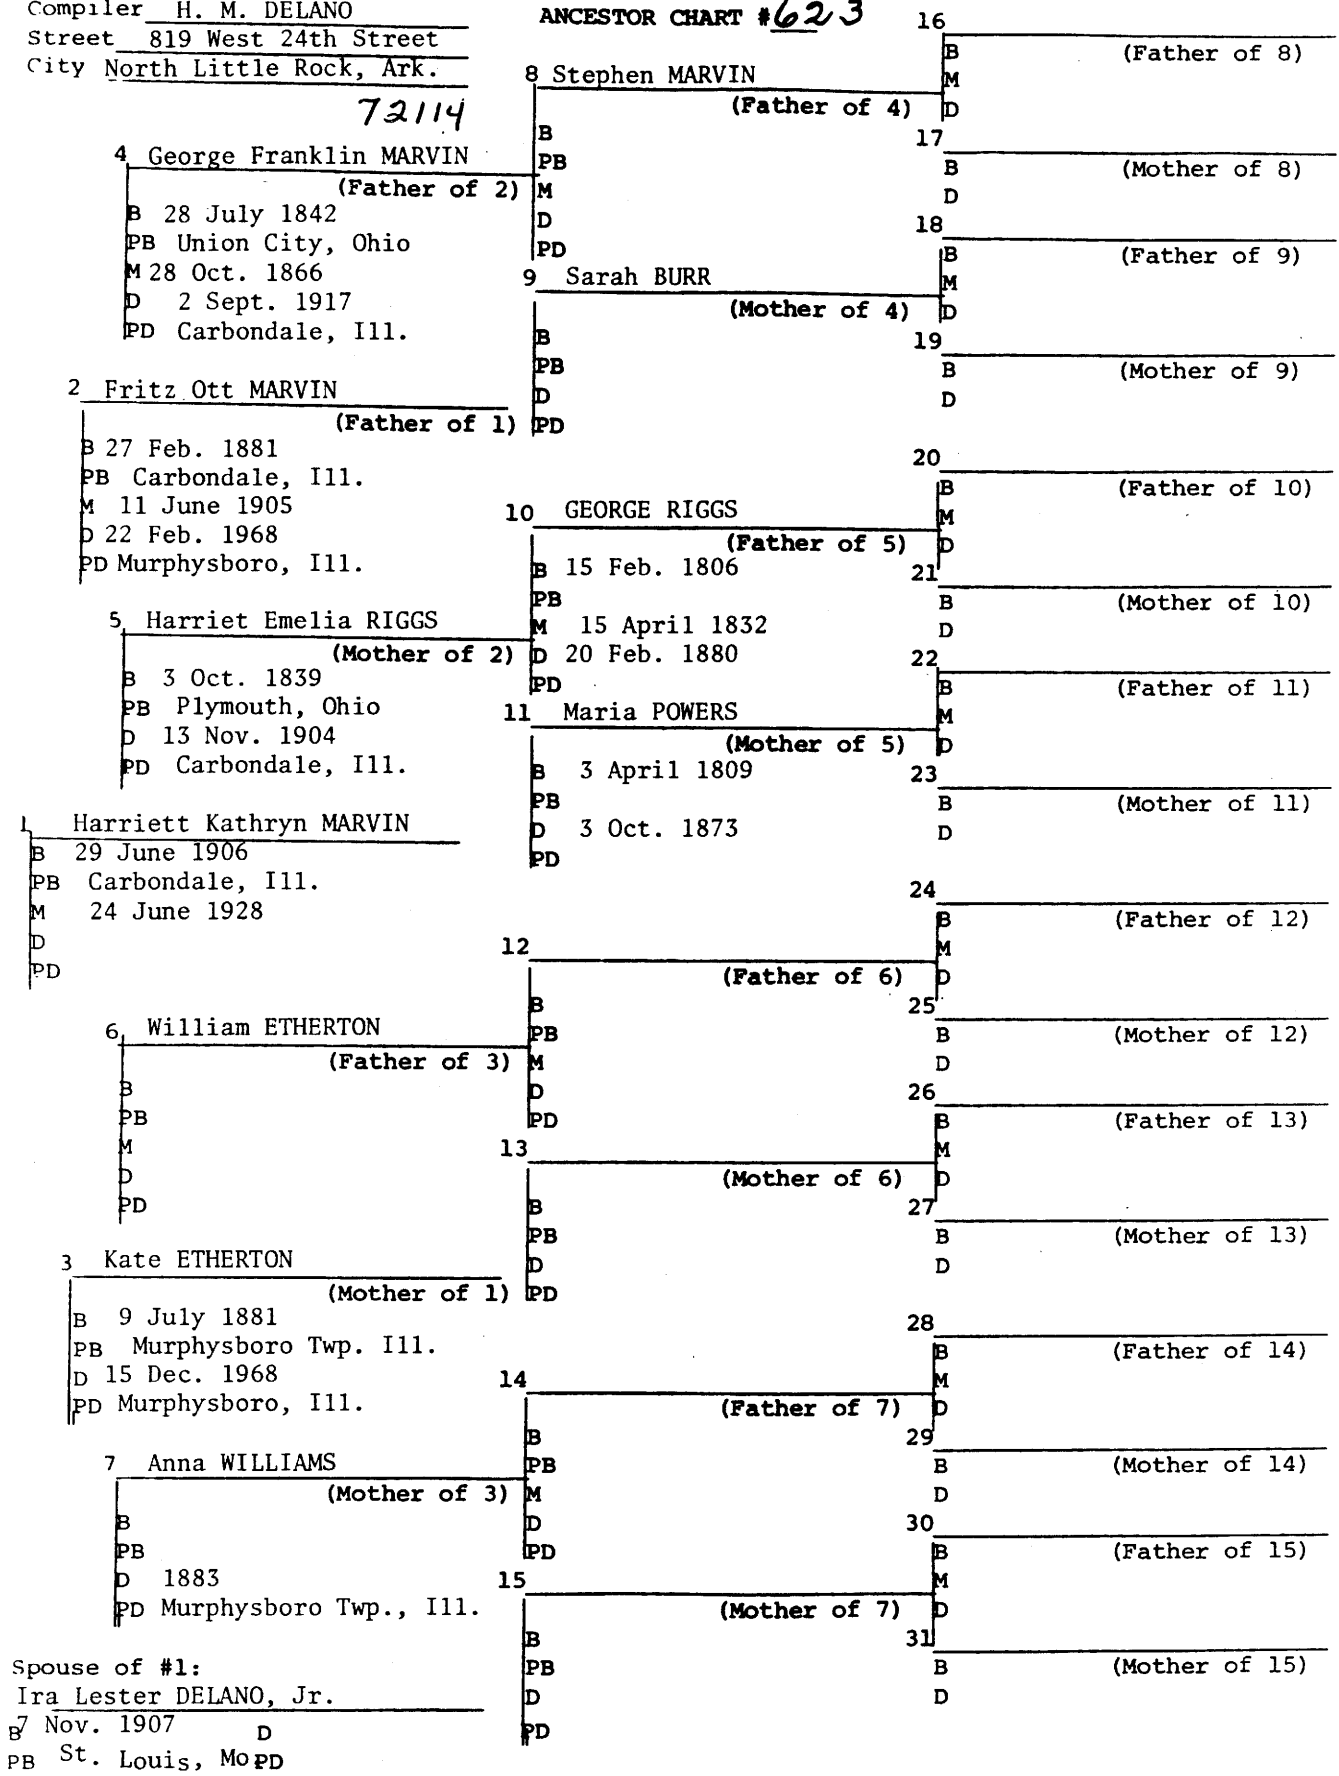 Compiler H. M. DELANO
Street 819 West 24th Street
City North Little Rock, Ark.
72114
ANCESTOR CHART #623
4 George Franklin MARVIN
(Father of 2)
B 28 July 1842
PB Union City, Ohio
M 28 Oct. 1866
D 2 Sept. 1917
PD Carbondale, Ill.
2 Fritz Ott MARVIN
(Father of 1)
B 27 Feb. 1881
PB Carbondale, Ill.
M 11 June 1905
D 22 Feb. 1968
PD Murphysboro, Ill.
5 Harriet Emelia RIGGS
(Mother of 2)
B 3 Oct. 1839
PB Plymouth, Ohio
D 13 Nov. 1904
PD Carbondale, Ill.
1 Harriett Kathryn MARVIN
B 29 June 1906
PB Carbondale, Ill.
M 24 June 1928
D
PD
6 William ETHERTON
(Father of 3)
B
PB
M
D
PD
3 Kate ETHERTON
(Mother of 1)
B 9 July 1881
PB Murphysboro Twp. Ill.
D 15 Dec. 1968
PD Murphysboro, Ill.
7 Anna WILLIAMS
(Mother of 3)
B
PB
D 1883
PD Murphysboro Twp., Ill.
Spouse of #1:
Ira Lester DELANO, Jr.
B 7 Nov. 1907 D
PB St. Louis, Mo PD
8 Stephen MARVIN
(Father of 4)
B
PB
M
D
PD
9 Sarah BURR
(Mother of 4)
B
PB
D
PD
10 GEORGE RIGGS
(Father of 5)
B 15 Feb. 1806
PB
M 15 April 1832
D 20 Feb. 1880
PD
11 Maria POWERS
(Mother of 5)
B 3 April 1809
PB
D 3 Oct. 1873
PD
12
(Father of 6)
B
PB
M
D
PD
13
(Mother of 6)
B
PB
D
PD
14
(Father of 7)
B
PB
M
D
PD
15
(Mother of 7)
B
PB
D
PD
16
B (Father of 8)
M
D
17
B (Mother of 8)
D
18
B (Father of 9)
M
D
19
B (Mother of 9)
D
20
B (Father of 10)
M
D
21
B (Mother of 10)
D
22
B (Father of 11)
M
D
23
B (Mother of 11)
D
24
B (Father of 12)
M
D
25
B (Mother of 12)
D
26
B (Father of 13)
M
D
27
B (Mother of 13)
D
28
B (Father of 14)
M
D
29
B (Mother of 14)
D
30
B (Father of 15)
M
D
31
B (Mother of 15)
D